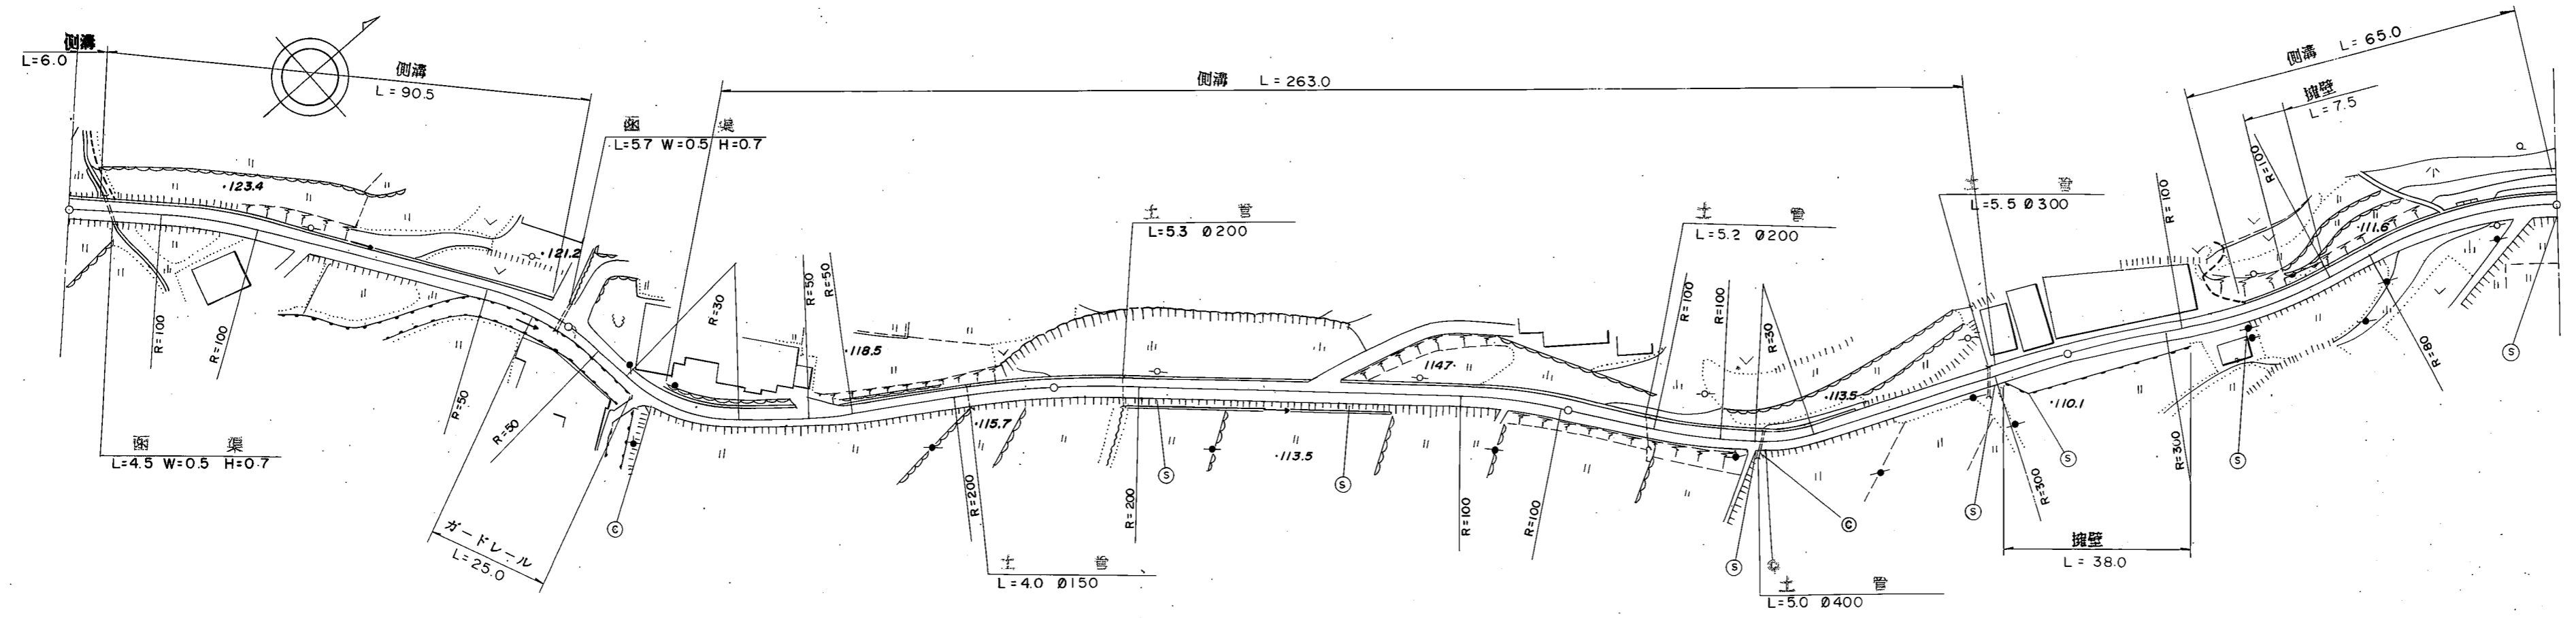 側溝
L=6.0
側溝
L=90.5
側溝 L=263.0
側溝 L=65.0
擁壁
L=7.5
函 渠
L=5.7 W=0.5 H=0.7
土 管
L=5.3 Ø200
土 管
L=5.2 Ø200
土 管
L=5.5 Ø300
R=100
R=100
·123.4
·121.2
·111.6
R=50
R=50
R=30
R=100
R=100
R=30
·118.5
1147·
·113.5
·110.1
·115.7
·113.5
R=100
R=100
R=50
R=50
R=200
R=200
R=100
R=100
R=300
R=300
R=80
函 渠
L=4.5 W=0.5 H=0.7
ガードレール
L=25.0
Ⓒ
Ⓢ
Ⓢ
Ⓢ
Ⓒ
Ⓢ
Ⓢ
Ⓢ
Ⓢ
土 管
L=4.0 Ø150
土 管
L=5.0 Ø400
擁壁
L=38.0